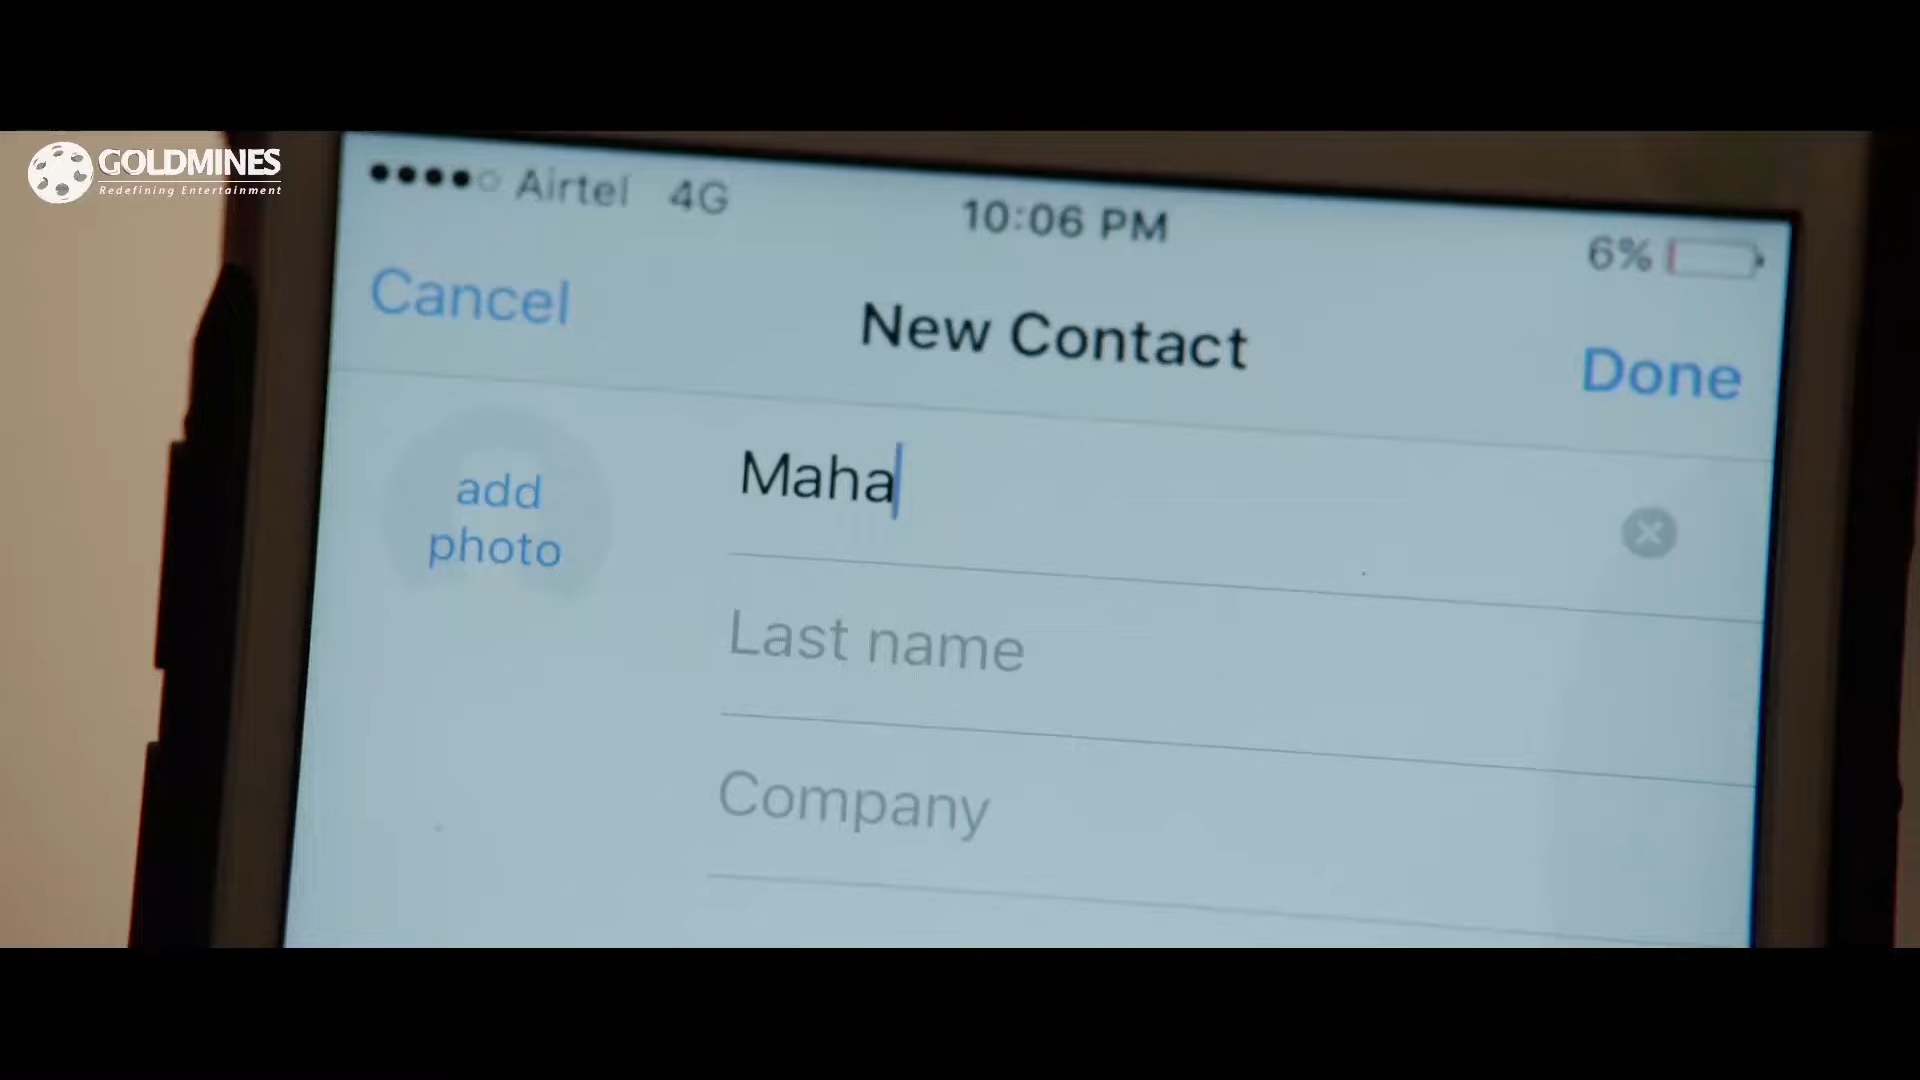 GOLDMINES
Redefining Entertainment
Airtel 4G 10:06 PM 6%
Cancel New Contact Done
add photo
Maha
Last name
Company